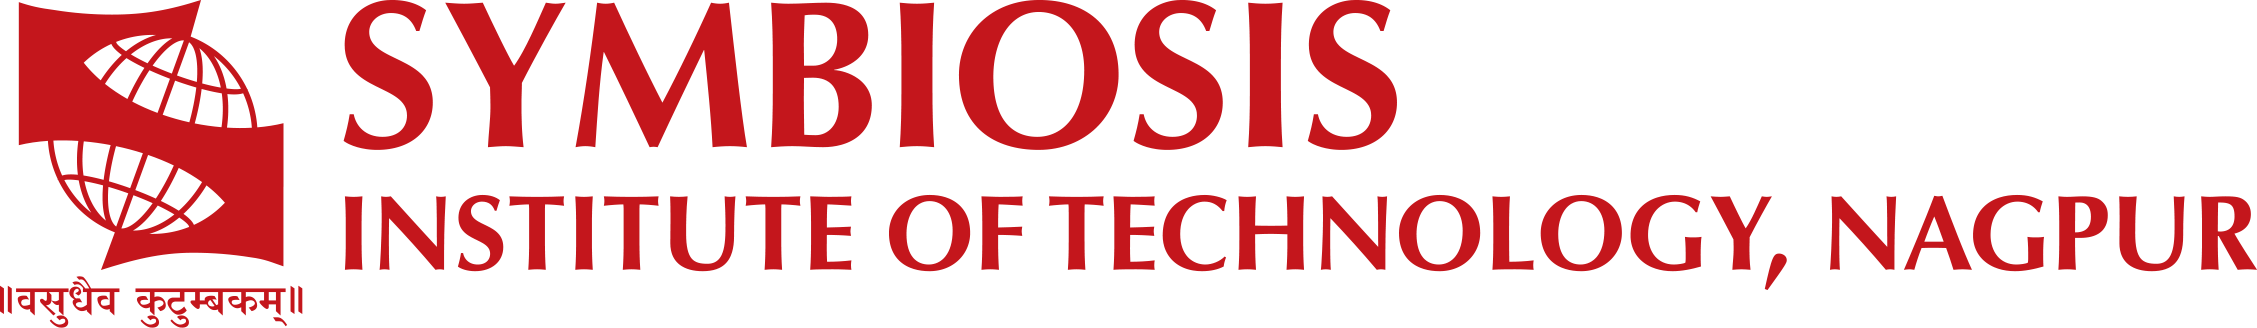 SYMBIOSIS
INSTITUTE OF TECHNOLOGY, NAGPUR
॥वसुधैव कुटुम्बकम्॥